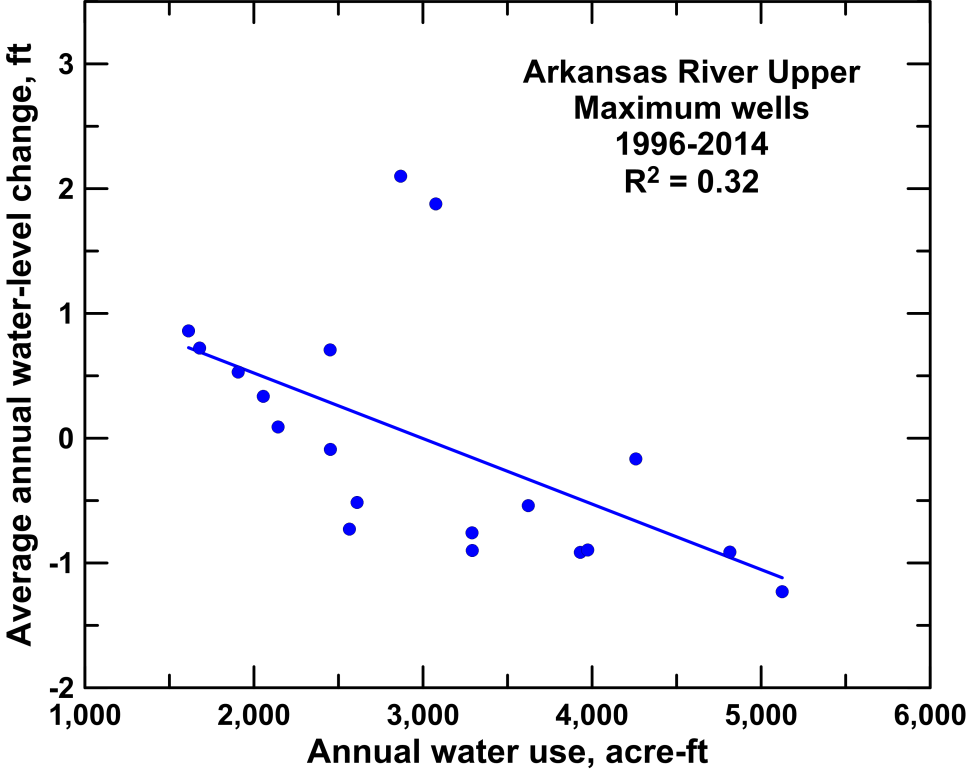 Arkansas River Upper
Maximum wells
1996-2014
R² = 0.32
Average annual water-level change, ft
3
2
1
0
-1
-2
1,000 2,000 3,000 4,000 5,000 6,000
Annual water use, acre-ft